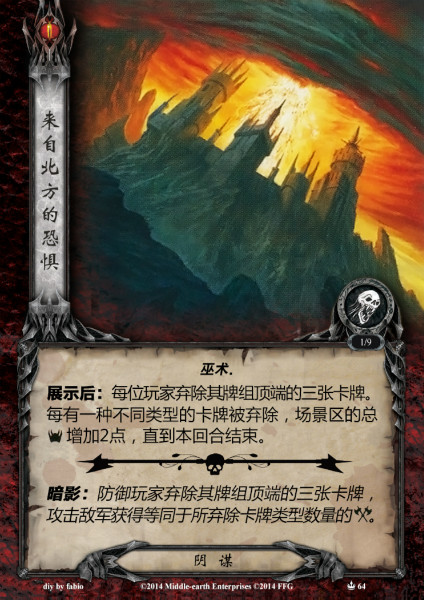 来自北方的恐惧
1/9
巫术.
展示后：每位玩家弃除其牌组顶端的三张卡牌。
每有一种不同类型的卡牌被弃除，场景区的总
增加2点，直到本回合结束。
暗影：防御玩家弃除其牌组顶端的三张卡牌，
攻击敌军获得等同于所弃除卡牌类型数量的。
阴谋
diy by fabio ©2014 Middle-earth Enterprises ©2014 FFG 64